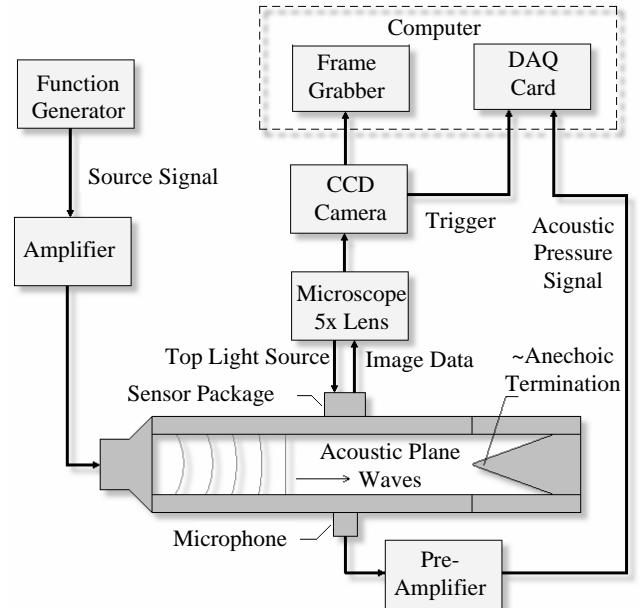 Computer
Function
Generator
Frame
Grabber
DAQ
Card
Source Signal
CCD
Camera
Trigger
Amplifier
Acoustic
Pressure
Signal
Microscope
5x Lens
Top Light Source
Image Data
Sensor Package
~Anechoic
Termination
Acoustic Plane
Waves
Microphone
Pre-
Amplifier